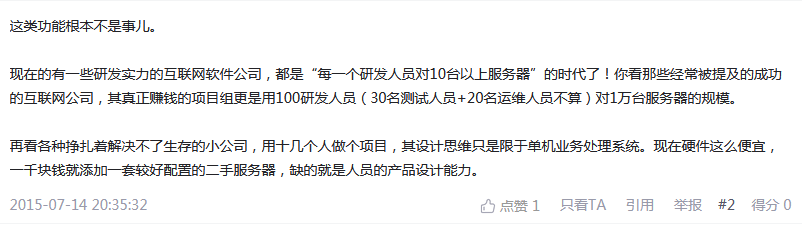 这类功能根本不是事儿。
现在的有一些研发实力的互联网软件公司，都是“每一个研发人员对10台以上服务器”的时代了！你看那些经常被提及的成功
的互联网公司，其真正赚钱的项目组更是用100研发人员（30名测试人员+20名运维人员不算）对1万台服务器的规模。
再看各种挣扎着解决不了生存的小公司，用十几个人做个项目，其设计思维只是限于单机业务处理系统。现在硬件这么便宜，
一千块钱就添加一套较好配置的二手服务器，缺的就是人员的产品设计能力。
2015-07-14 20:35:32 点赞 1 只看TA 引用 举报 #2 得分 0